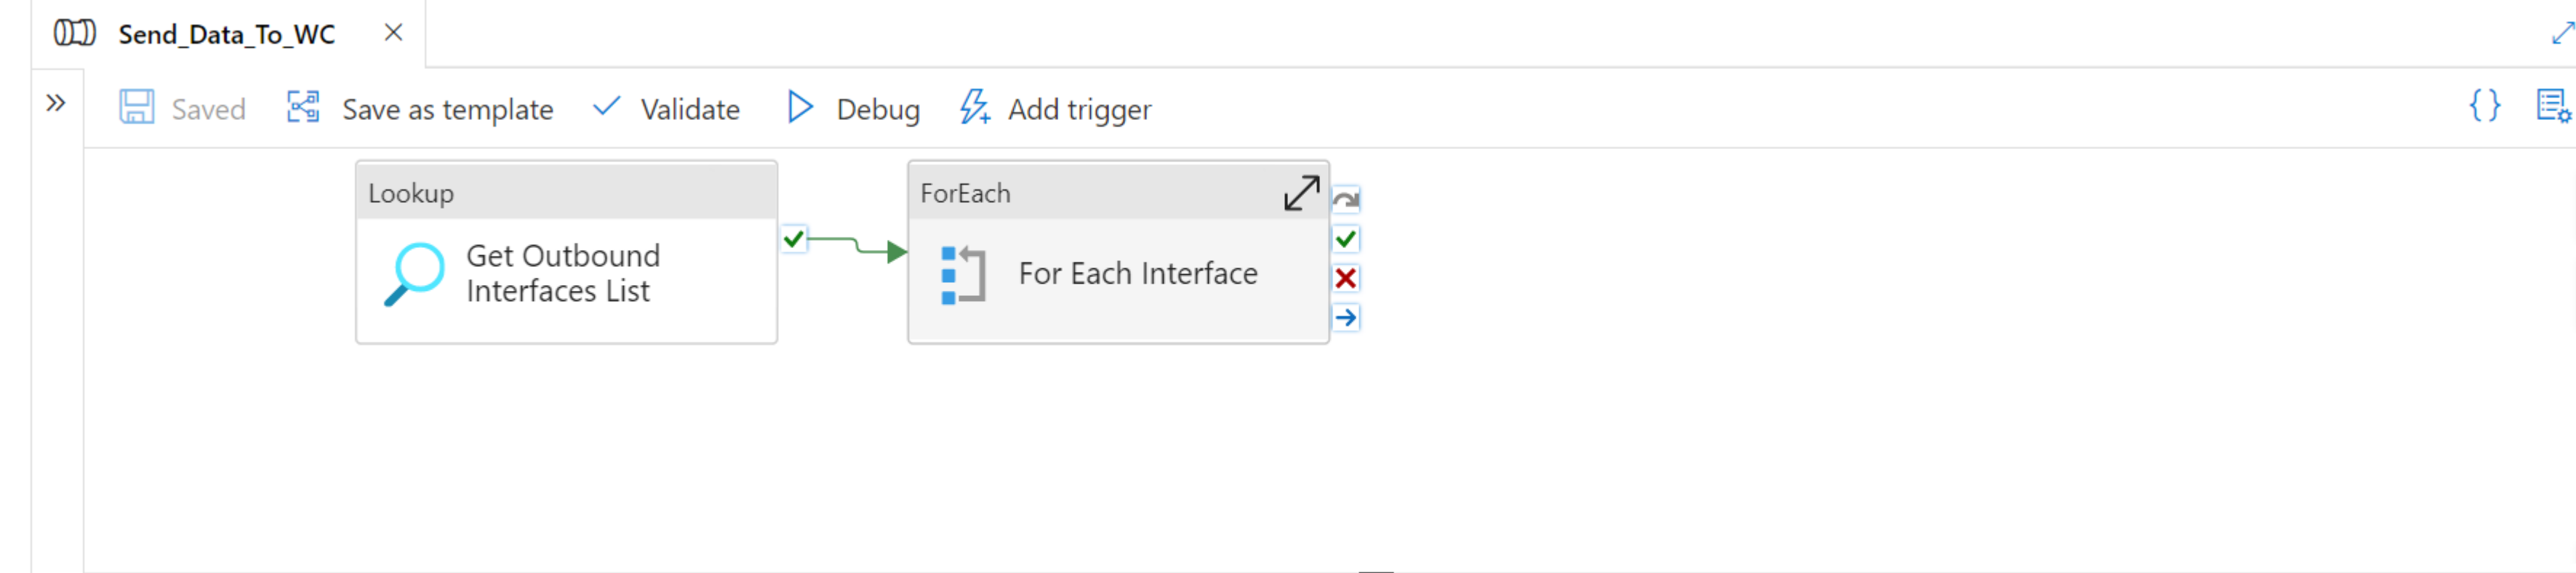 Send_Data_To_WC
Saved
Save as template
Validate
Debug
Add trigger
Lookup
Get Outbound
Interfaces List
ForEach
For Each Interface